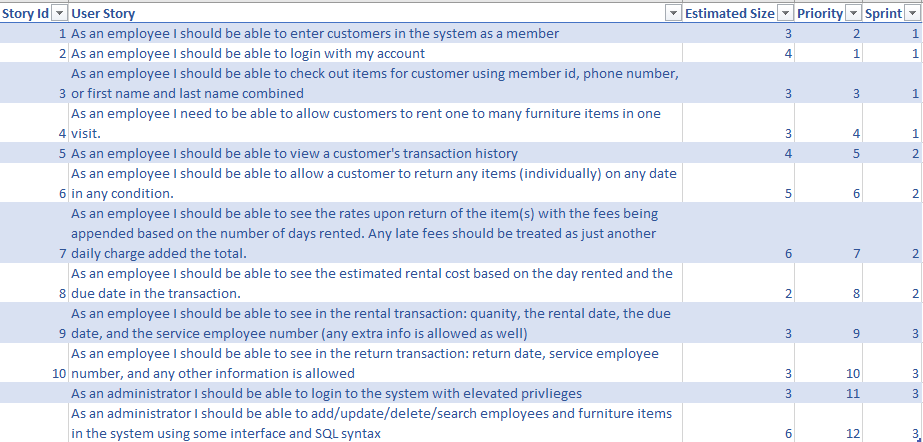 Story Id User Story Estimated Size Priority Sprint
1 As an employee I should be able to enter customers in the system as a member 3 2 1
2 As an employee I should be able to login with my account 4 1 1
As an employee I should be able to check out items for customer using member id, phone number,
3 or first name and last name combined 3 3 1
As an employee I need to be able to allow customers to rent one to many furniture items in one
4 visit. 3 4 1
5 As an employee I should be able to view a customer's transaction history 4 5 2
As an employee I should be able to allow a customer to return any items (individually) on any date
6 in any condition. 5 6 2
As an employee I should be able to see the rates upon return of the item(s) with the fees being
appended based on the number of days rented. Any late fees should be treated as just another
7 daily charge added the total. 6 7 2
As an employee I should be able to see the estimated rental cost based on the day rented and the
8 due date in the transaction. 2 8 2
As an employee I should be able to see in the rental transaction: quanity, the rental date, the due
9 date, and the service employee number (any extra info is allowed as well) 3 9 3
As an employee I should be able to see in the return transaction: return date, service employee
10 number, and any other information is allowed 3 10 3
As an administrator I should be able to login to the system with elevated privlieges 3 11 3
As an administrator I should be able to add/update/delete/search employees and furniture items
in the system using some interface and SQL syntax 6 12 3